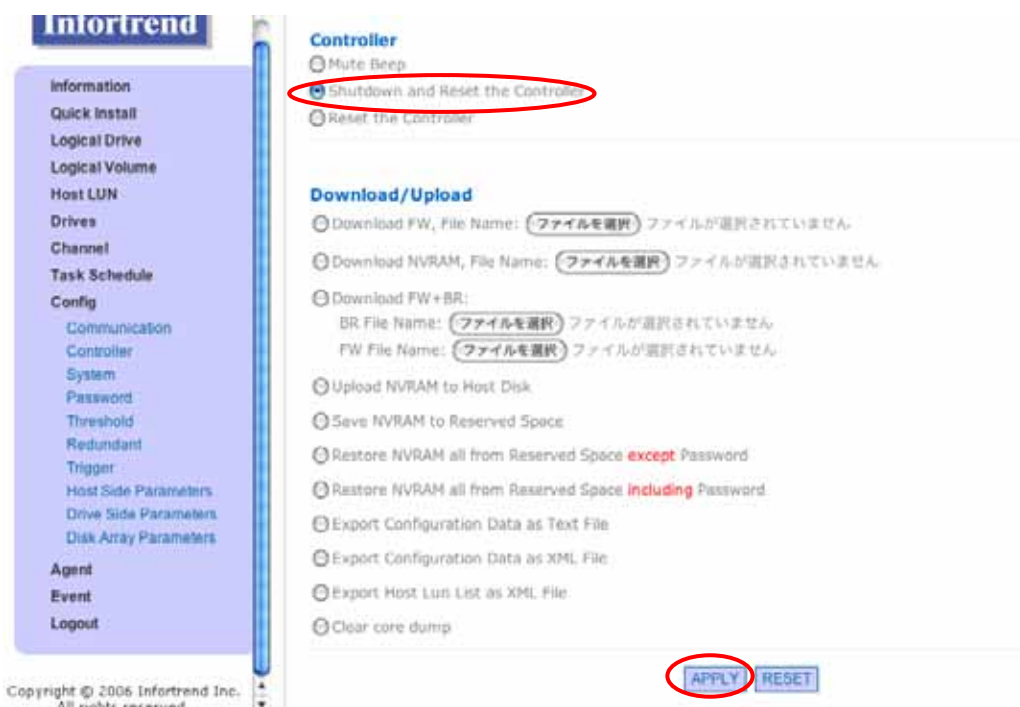 Infortrend
Information
Quick Install
Logical Drive
Logical Volume
Host LUN
Drives
Channel
Task Schedule
Config
Communication
Controller
System
Password
Threshold
Redundant
Trigger
Host Side Parameters
Drive Side Parameters
Disk Array Parameters
Agent
Event
Logout
Copyright © 2006 Infortrend Inc.
All rights reserved
Controller
Mute Beep
Shutdown and Reset the Controller
Reset the Controller
Download/Upload
Download FW, File Name: ファイルを選択 ファイルが選択されていません
Download NVRAM, File Name: ファイルを選択 ファイルが選択されていません
Download FW+BR:
BR File Name: ファイルを選択 ファイルが選択されていません
FW File Name: ファイルを選択 ファイルが選択されていません
Upload NVRAM to Host Disk
Save NVRAM to Reserved Space
Restore NVRAM all from Reserved Space except Password
Restore NVRAM all from Reserved Space including Password
Export Configuration Data as Text File
Export Configuration Data as XML File
Export Host Lun List as XML File
Clear core dump
APPLY RESET